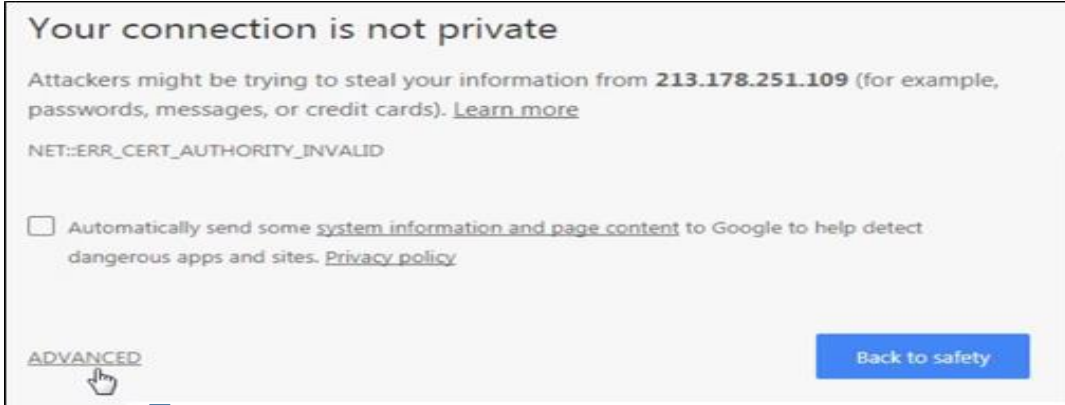 Your connection is not private
Attackers might be trying to steal your information from 213.178.251.109 (for example,
passwords, messages, or credit cards). Learn more
NET::ERR_CERT_AUTHORITY_INVALID
Automatically send some system information and page content to Google to help detect
dangerous apps and sites. Privacy policy
ADVANCED
Back to safety